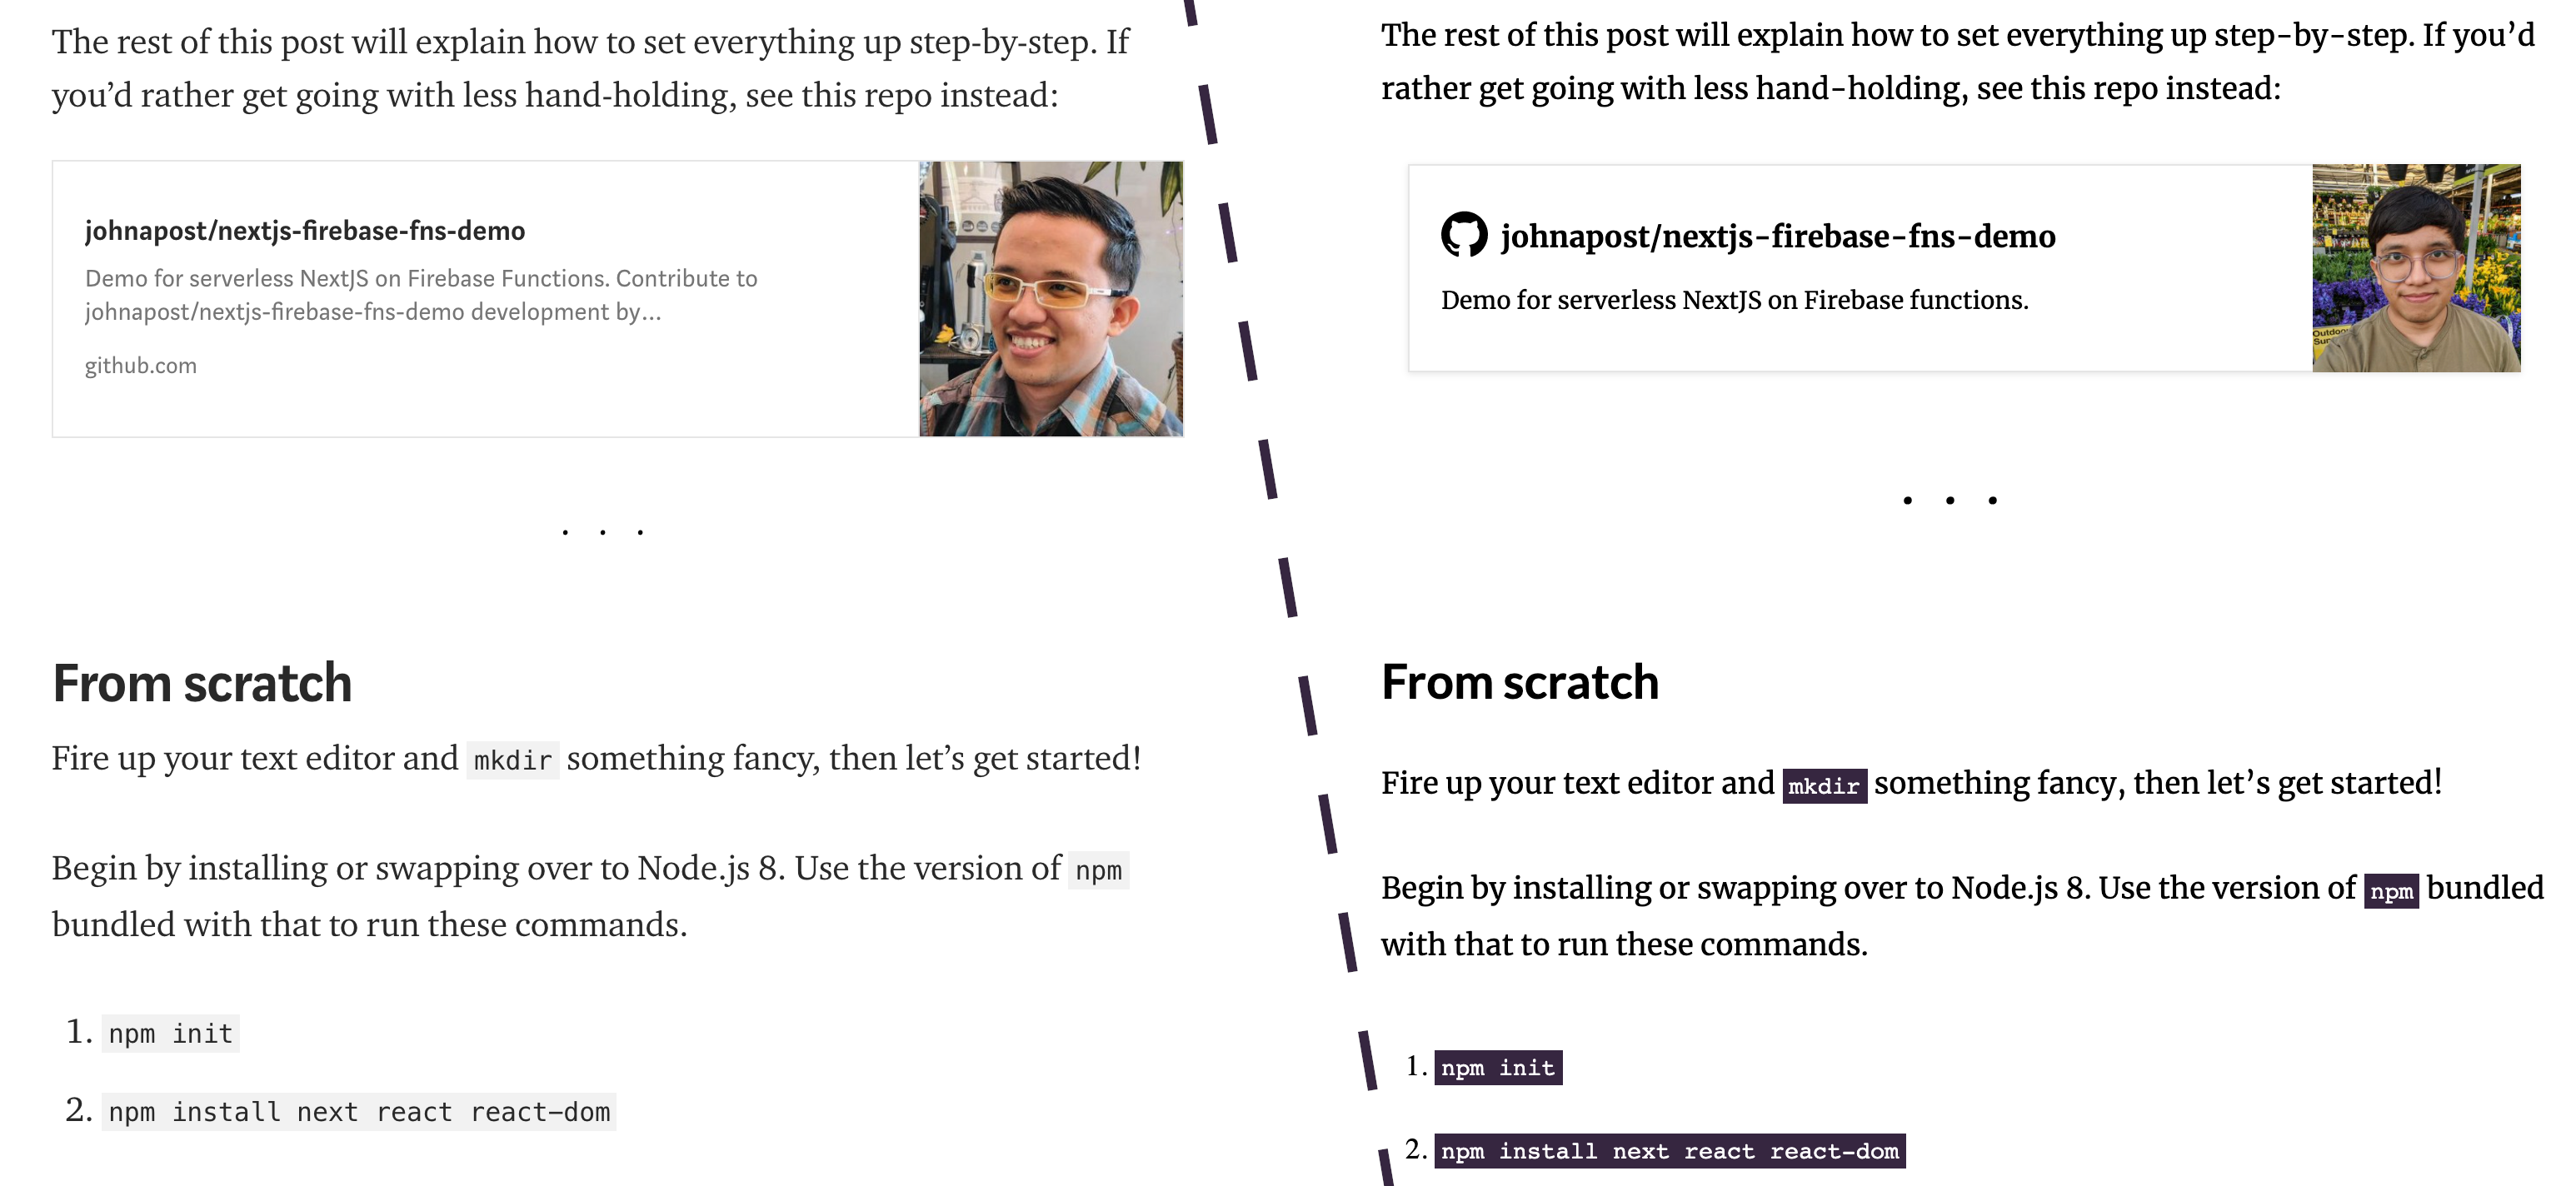 The rest of this post will explain how to set everything up step-by-step. If
you’d rather get going with less hand-holding, see this repo instead:
johnapost/nextjs-firebase-fns-demo
Demo for serverless NextJS on Firebase Functions. Contribute to
johnapost/nextjs-firebase-fns-demo development by...
github.com
. . .
From scratch
Fire up your text editor and mkdir something fancy, then let’s get started!
Begin by installing or swapping over to Node.js 8. Use the version of npm
bundled with that to run these commands.
1. npm init
2. npm install next react react-dom
The rest of this post will explain how to set everything up step-by-step. If you’d
rather get going with less hand-holding, see this repo instead:
johnapost/nextjs-firebase-fns-demo
Demo for serverless NextJS on Firebase functions.
Outdoo
Sun
. . .
From scratch
Fire up your text editor and mkdir something fancy, then let’s get started!
Begin by installing or swapping over to Node.js 8. Use the version of npm bundled
with that to run these commands.
1. npm init
2. npm install next react react-dom